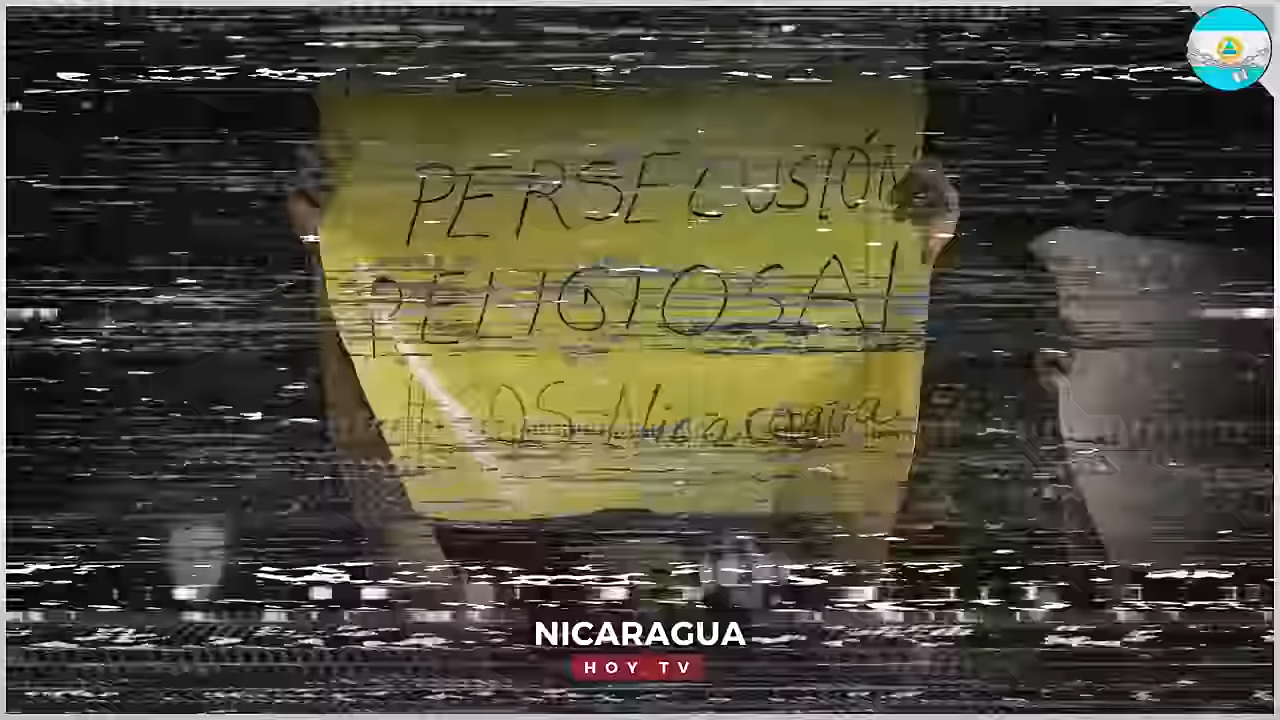 PERSECUSIÓN
RELIGIOSA!
SOS Nicaragua
NICARAGUA
HOY TV